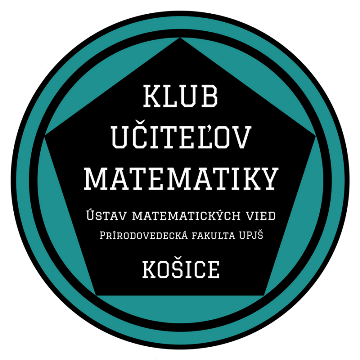 KLUB
UČITEĽOV
MATEMATIKY
ÚSTAV MATEMATICKÝCH VIED
PRÍRODOVEDECKÁ FAKULTA UPJŠ
KOŠICE